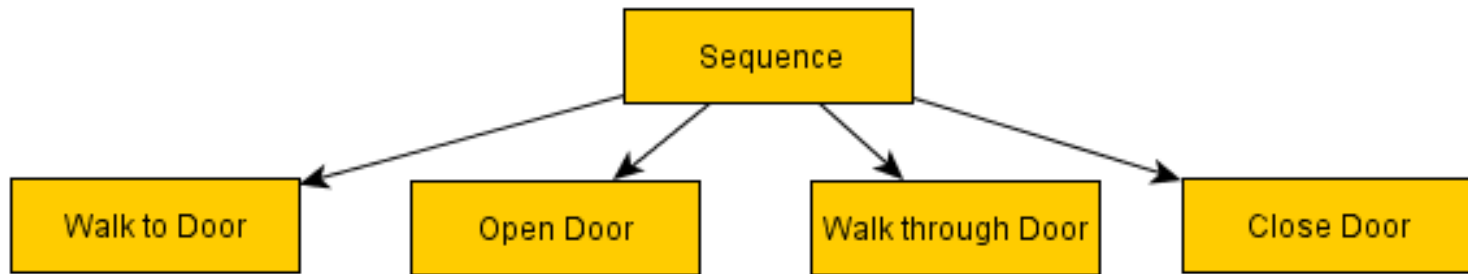 Sequence
Walk to Door
Open Door
Walk through Door
Close Door